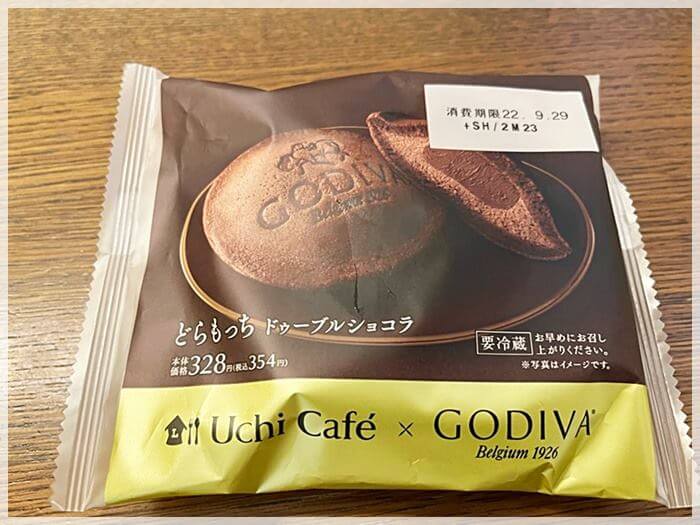 消費期限22. 9.29
+SH/2M23
GODIVA
Belgium 1926
どらもっち ドゥーブルショコラ
本体価格328円(税込354円)
要冷蔵 お早めにお召し上がりください。
※写真はイメージです。
Uchi Café × GODIVA
Belgium 1926